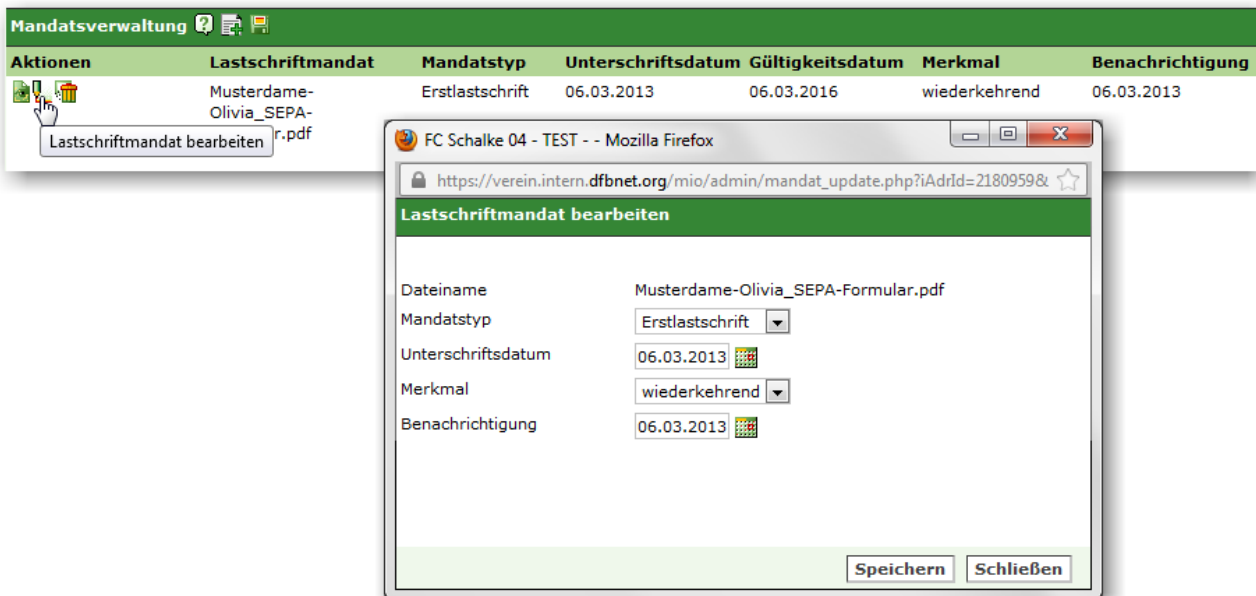 Mandatsverwaltung
Aktionen Lastschriftmandat Mandatstyp Unterschriftsdatum Gültigkeitsdatum Merkmal Benachrichtigung
Musterdame- Erstlastschrift 06.03.2013 06.03.2016 wiederkehrend 06.03.2013
Olivia_SEPA-
r.pdf
Lastschriftmandat bearbeiten
FC Schalke 04 - TEST - - Mozilla Firefox
https://verein.intern.dfbnet.org/mio/admin/mandat_update.php?iAdrId=2180959&
Lastschriftmandat bearbeiten
Dateiname Musterdame-Olivia_SEPA-Formular.pdf
Mandatstyp Erstlastschrift
Unterschriftsdatum 06.03.2013
Merkmal wiederkehrend
Benachrichtigung 06.03.2013
Speichern Schließen